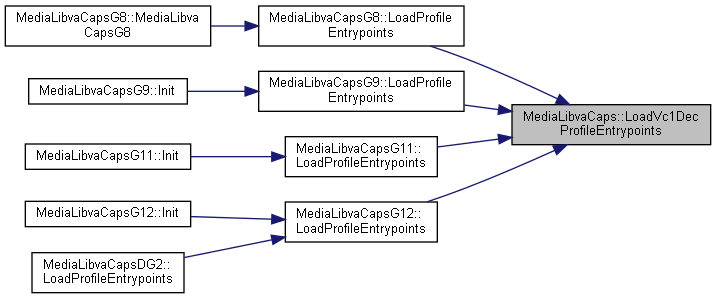 MediaLibvaCapsG8::MediaLibva
CapsG8
MediaLibvaCapsG8::LoadProfile
Entrypoints
MediaLibvaCapsG9::Init
MediaLibvaCapsG9::LoadProfile
Entrypoints
MediaLibvaCaps::LoadVc1Dec
ProfileEntrypoints
MediaLibvaCapsG11::Init
MediaLibvaCapsG11::
LoadProfileEntrypoints
MediaLibvaCapsG12::Init
MediaLibvaCapsG12::
LoadProfileEntrypoints
MediaLibvaCapsDG2::
LoadProfileEntrypoints